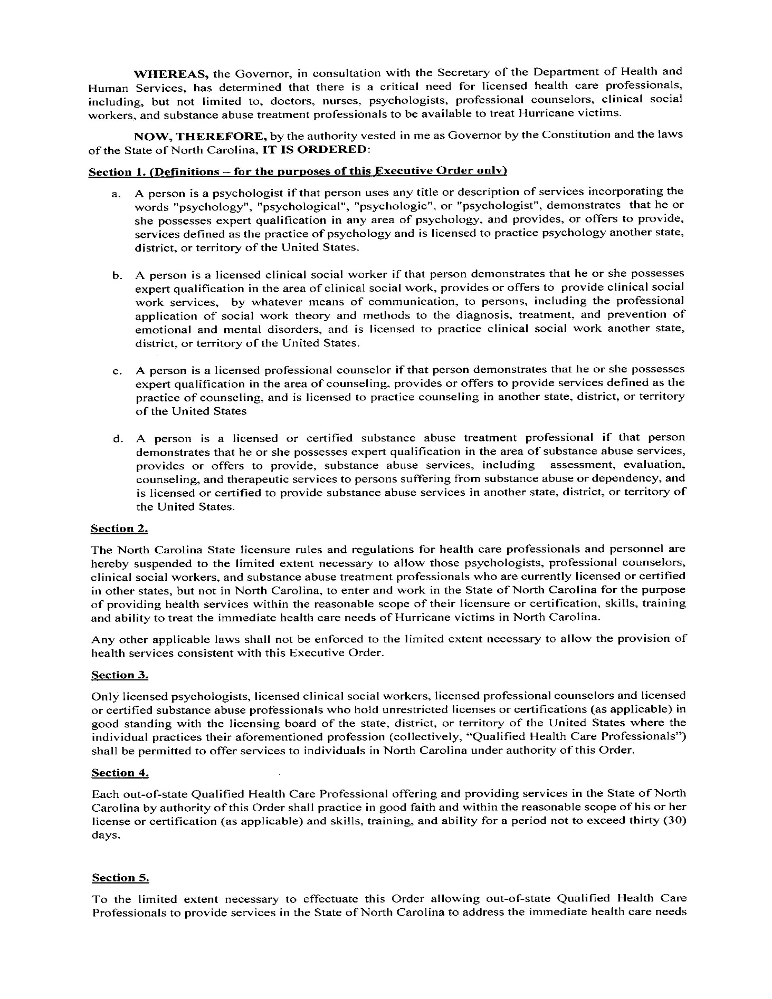 WHEREAS, the Governor, in consultation with the Secretary of the Department of Health and
Human Services, has determined that there is a critical need for licensed health care professionals,
including, but not limited to, doctors, nurses, psychologists, professional counselors, clinical social
workers, and substance abuse treatment professionals to be available to treat Hurricane victims.
NOW, THEREFORE, by the authority vested in me as Governor by the Constitution and the laws
of the State of North Carolina, IT IS ORDERED:
Section 1. (Definitions – for the purposes of this Executive Order only)
a. A person is a psychologist if that person uses any title or description of services incorporating the
words "psychology", "psychological", "psychologic", or "psychologist", demonstrates that he or
she possesses expert qualification in any area of psychology, and provides, or offers to provide,
services defined as the practice of psychology and is licensed to practice psychology another state,
district, or territory of the United States.
b. A person is a licensed clinical social worker if that person demonstrates that he or she possesses
expert qualification in the area of clinical social work, provides or offers to provide clinical social
work services, by whatever means of communication, to persons, including the professional
application of social work theory and methods to the diagnosis, treatment, and prevention of
emotional and mental disorders, and is licensed to practice clinical social work another state,
district, or territory of the United States.
c. A person is a licensed professional counselor if that person demonstrates that he or she possesses
expert qualification in the area of counseling, provides or offers to provide services defined as the
practice of counseling, and is licensed to practice counseling in another state, district, or territory
of the United States
d. A person is a licensed or certified substance abuse treatment professional if that person
demonstrates that he or she possesses expert qualification in the area of substance abuse services,
provides or offers to provide, substance abuse services, including assessment, evaluation,
counseling, and therapeutic services to persons suffering from substance abuse or dependency, and
is licensed or certified to provide substance abuse services in another state, district, or territory of
the United States.
Section 2.
The North Carolina State licensure rules and regulations for health care professionals and personnel are
hereby suspended to the limited extent necessary to allow those psychologists, professional counselors,
clinical social workers, and substance abuse treatment professionals who are currently licensed or certified
in other states, but not in North Carolina, to enter and work in the State of North Carolina for the purpose
of providing health services within the reasonable scope of their licensure or certification, skills, training
and ability to treat the immediate health care needs of Hurricane victims in North Carolina.
Any other applicable laws shall not be enforced to the limited extent necessary to allow the provision of
health services consistent with this Executive Order.
Section 3.
Only licensed psychologists, licensed clinical social workers, licensed professional counselors and licensed
or certified substance abuse professionals who hold unrestricted licenses or certifications (as applicable) in
good standing with the licensing board of the state, district, or territory of the United States where the
individual practices their aforementioned profession (collectively, “Qualified Health Care Professionals”)
shall be permitted to offer services to individuals in North Carolina under authority of this Order.
Section 4.
Each out-of-state Qualified Health Care Professional offering and providing services in the State of North
Carolina by authority of this Order shall practice in good faith and within the reasonable scope of his or her
license or certification (as applicable) and skills, training, and ability for a period not to exceed thirty (30)
days.
Section 5.
To the limited extent necessary to effectuate this Order allowing out-of-state Qualified Health Care
Professionals to provide services in the State of North Carolina to address the immediate health care needs